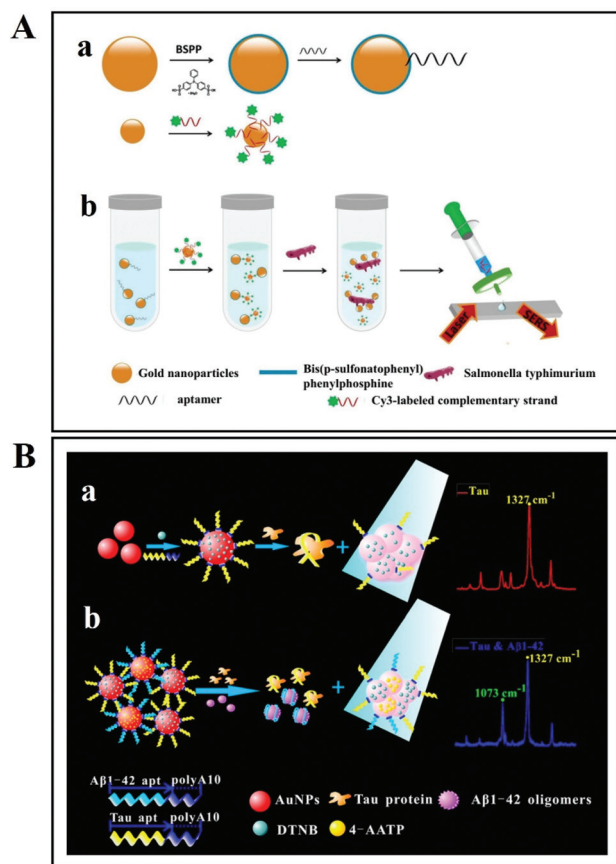 A
a
BSPP
b
Laser
SERS
Gold nanoparticles
Bis(p-sulfonatophenyl)
phenylphosphine
Salmonella typhimurium
aptamer
Cy3-labeled complementary strand
B
a
Tau
1327 cm⁻¹
b
Tau & Aβ1-42
1327 cm⁻¹
1073 cm⁻¹
Aβ1-42 apt polyA10
Tau apt polyA10
AuNPs
Tau protein
Aβ1-42 oligomers
DTNB
4-AATP